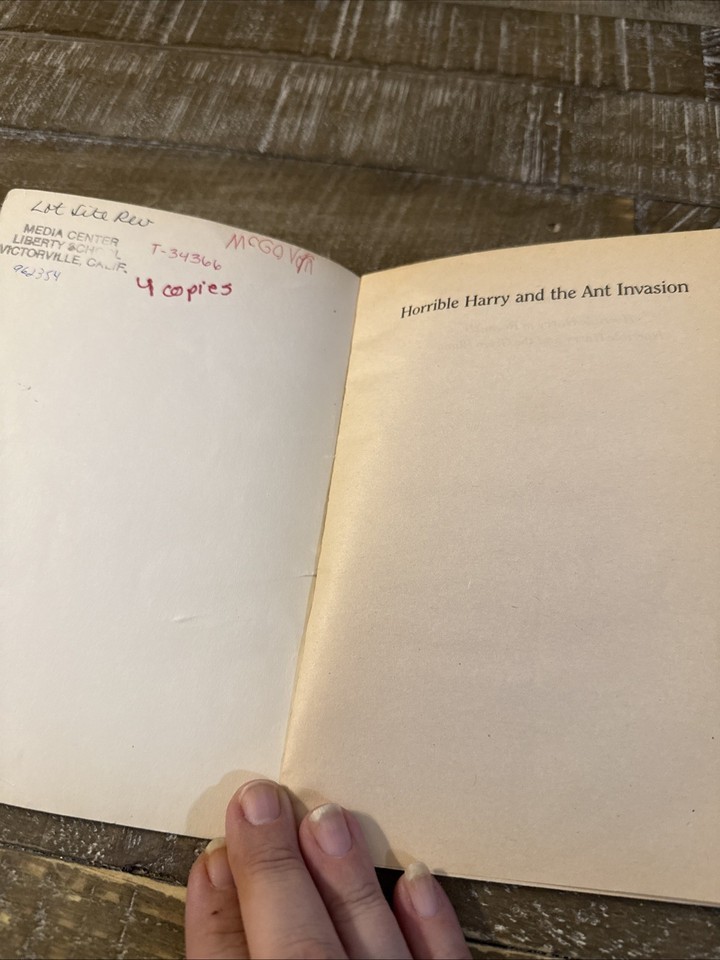 Lot Site Rev
MEDIA CENTER
LIBERTY SCHOOL
VICTORVILLE, CALIF.
962354
T-34366
McGovern
4 copies
Horrible Harry and the Ant Invasion